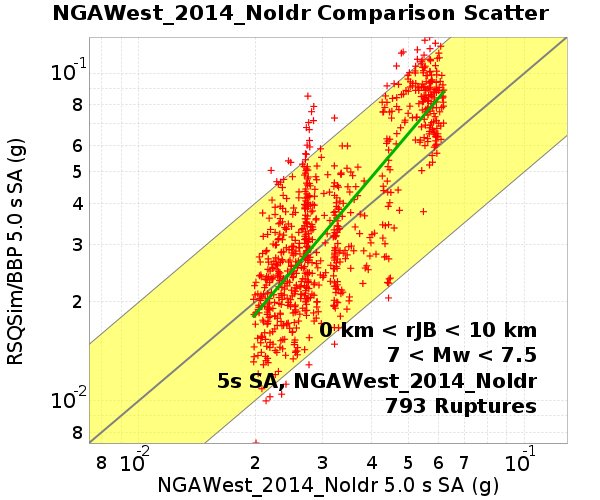 NGAWest_2014_NoIdr Comparison Scatter
RSQSim/BBP 5.0 s SA (g)
10-1
8
6
5
4
3
2
10-2
8
0 km < rJB < 10 km
7 < Mw < 7.5
5s SA, NGAWest_2014_NoIdr
793 Ruptures
8 10-2 2 3 4 5 6 7 8 10-1
NGAWest_2014_NoIdr 5.0 s SA (g)